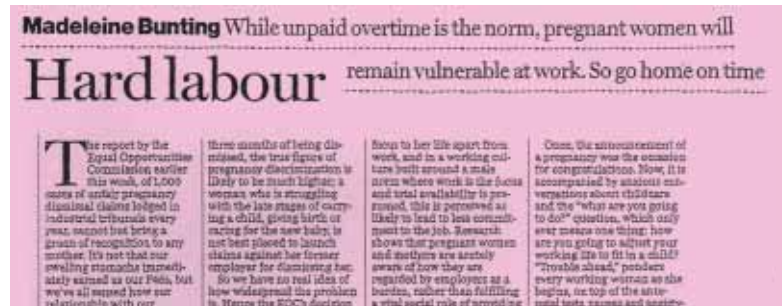 Madeleine Bunting While unpaid overtime is the norm, pregnant women will
Hard labour remain vulnerable at work. So go home on time
The report by the
Equal Opportunities
Commission earlier
this week, of 1,000
cases of unfair pregnancy
dismissal claims lodged in
industrial tribunals every
year, cannot but bring a
groan of recognition to any
mother. It's not that our
swelling stomachs immedi-
ately earned us our P45s, but
we've all sensed how our
relationship with our
three months of being dis-
missed, the true figure of
pregnancy discrimination is
likely to be much higher; a
woman who is struggling
with the late stages of carry-
ing a child, giving birth or
caring for the new baby, is
not best placed to launch
claims against her former
employer for dismissing her.
So we have no real idea of
how widespread the problem
is. Hence the EOC's decision
focus to her life apart from
work, and in a working cul-
ture built around a male
norm where work is the focus
and total availability is pre-
sumed, this is perceived as
likely to lead to less commit-
ment to the job. Research
shows that pregnant women
and mothers are acutely
aware of how they are
regarded by employers as a
burden, rather than fulfilling
a vital social role of
Once, the announcement of
a pregnancy was the occasion
for congratulations. Now, it is
accompanied by anxious con-
versations about childcare
and the "what are you going
to do?" question, which only
ever means one thing: how
are you going to adjust your
working life to fit in a child?
"Trouble ahead," ponders
every working woman as she
begins, on top of the ante-
natal tests, nausea and